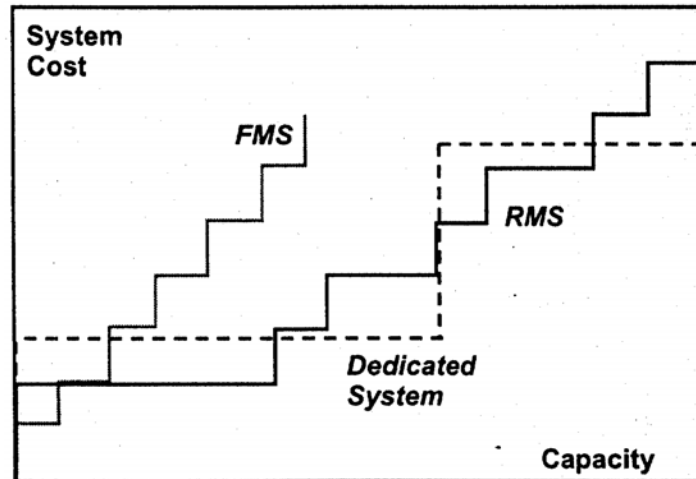 System
Cost
FMS
RMS
Dedicated
System
Capacity